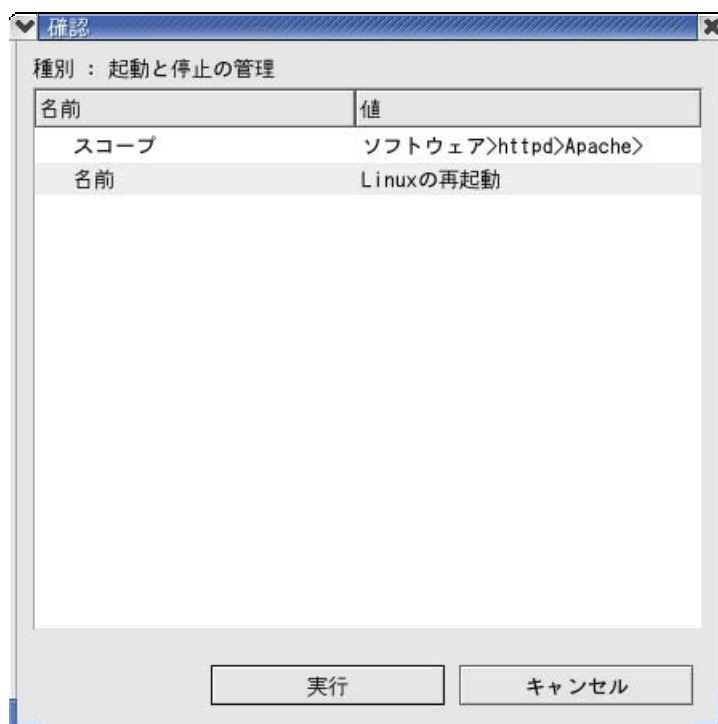 確認
種別 : 起動と停止の管理
名前 値
スコープ ソフトウェア>httpd>Apache>
名前 Linuxの再起動
実行 キャンセル